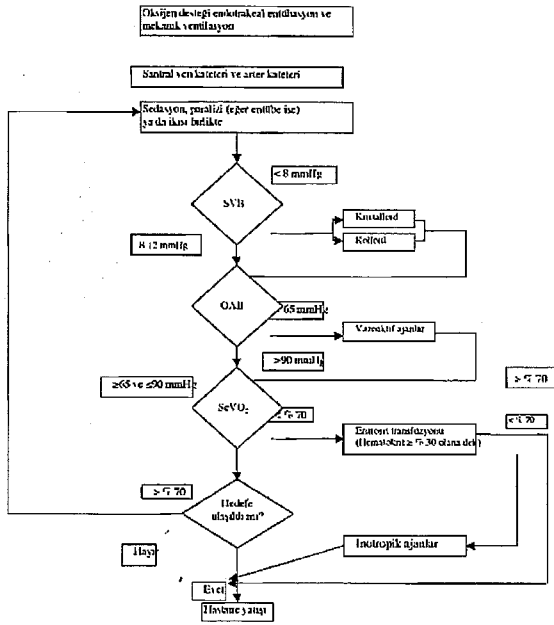 Oksijen desteği endotrakeal entübasyon ve
mekanik ventilasyon
Santral ven kateteri ve arter kateteri
Sedasyon, paralizi (eğer entübe ise)
ya da ikisi birlikte
< 8 mmHg
SVB
Kristalloid
Kolloid
8-12 mmHg
OAB
65 mmHg
Vazoaktif ajanlar
>90 mmHg
≥65 ve ≤90 mmHg
> % 70
ScVO₂
% 70
< % 70
Eritrosit transfüzyonu
(Hematokrit ≥ % 30 olana dek)
> % 70
Hedefe
ulaşıldı mı?
Hayır
İnotropik ajanlar
Evet
Hastane yatışı